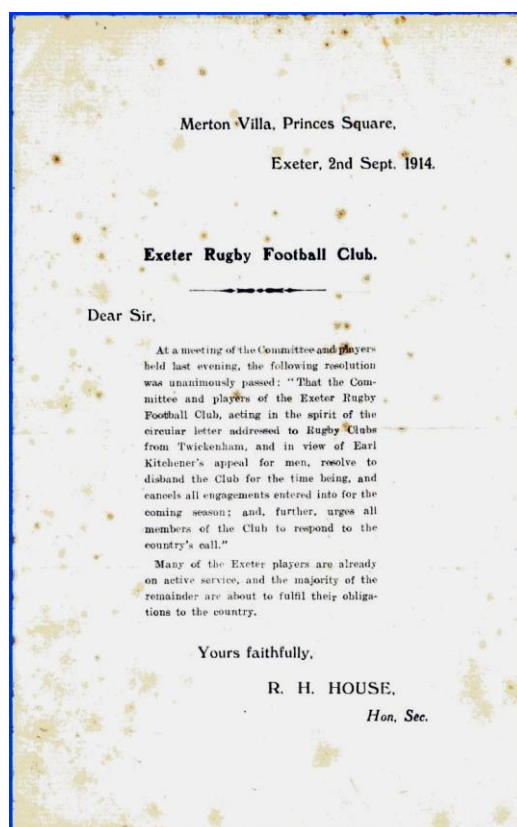 Merton Villa, Princes Square,
Exeter, 2nd Sept. 1914.
Exeter Rugby Football Club.
Dear Sir,
At a meeting of the Committee and players
held last evening, the following resolution
was unanimously passed: "That the Com-
mittee and players of the Exeter Rugby
Football Club, acting in the spirit of the
circular letter addressed to Rugby Clubs
from Twickenham, and in view of Earl
Kitchener's appeal for men, resolve to
disband the Club for the time being, and
cancels all engagements entered into for the
coming season; and, further, urges all
members of the Club to respond to the
country's call."
Many of the Exeter players are already
on active service, and the majority of the
remainder are about to fulfil their obliga-
tions to the country.
Yours faithfully,
R. H. HOUSE,
Hon, Sec.